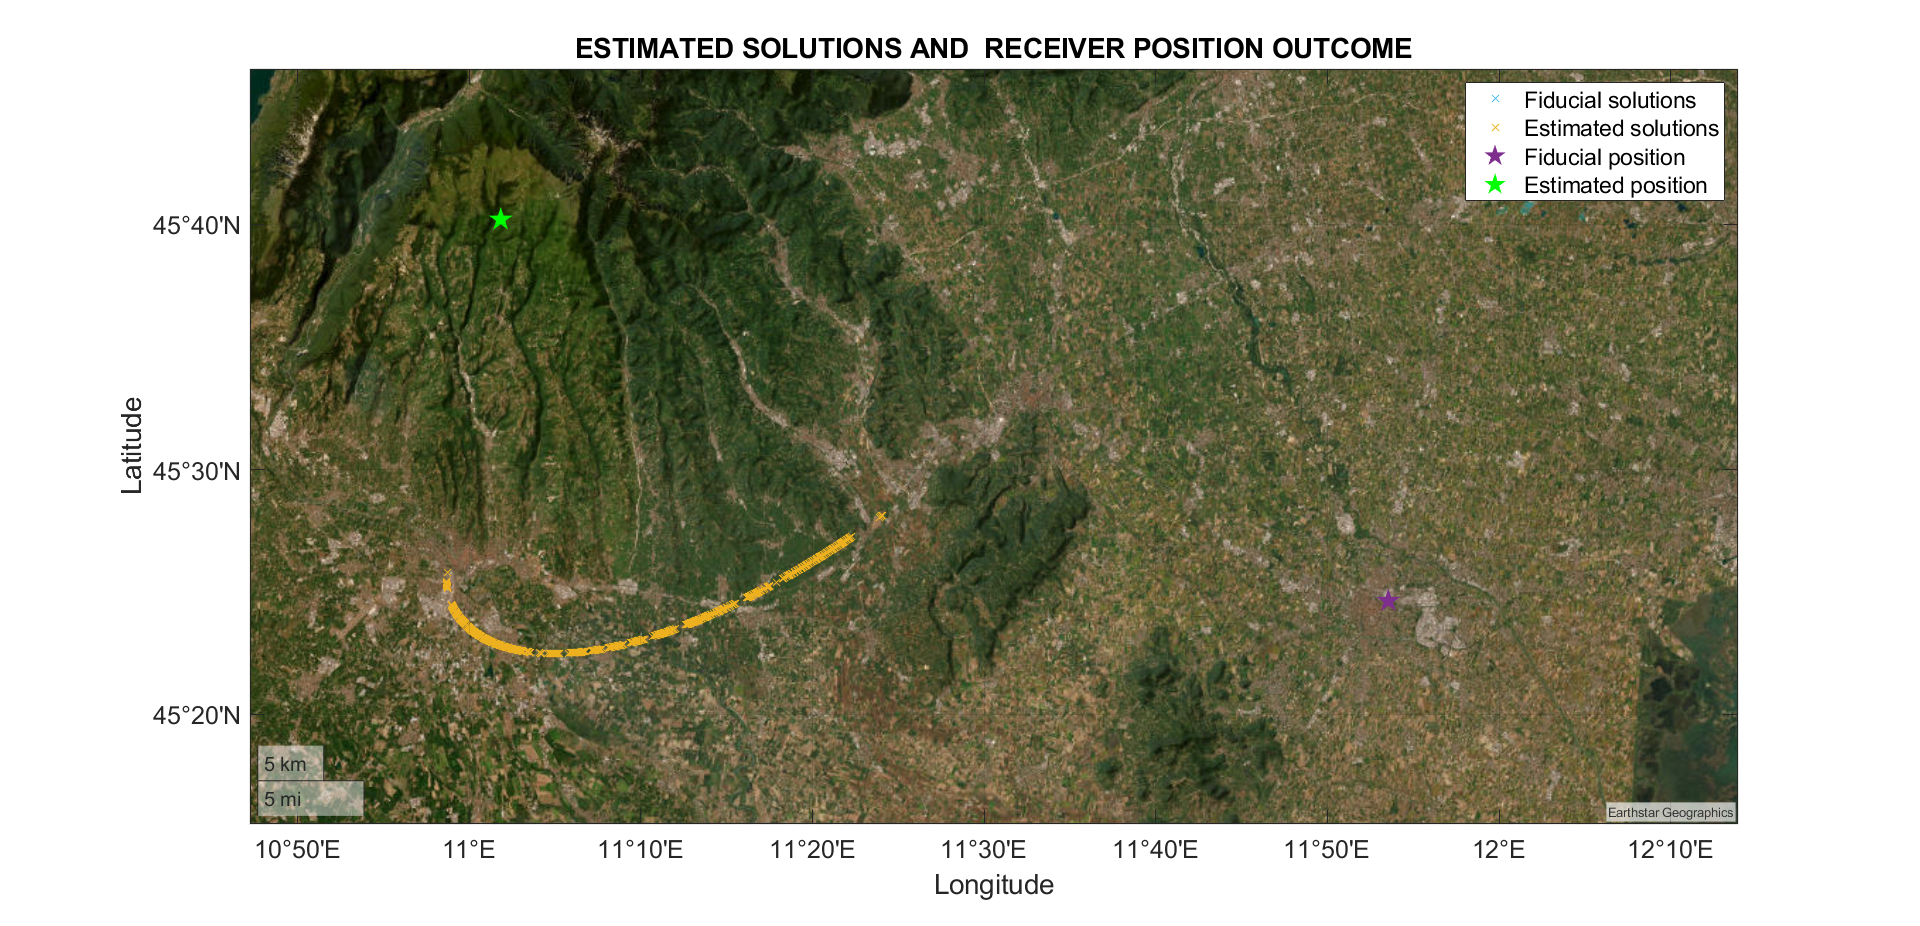 ESTIMATED SOLUTIONS AND  RECEIVER POSITION OUTCOME
Fiducial solutions
Estimated solutions
Fiducial position
Estimated position
Latitude
45°40'N
45°30'N
45°20'N
5 km
5 mi
Earthstar Geographics
10°50'E 11°E 11°10'E 11°20'E 11°30'E 11°40'E 11°50'E 12°E 12°10'E
Longitude